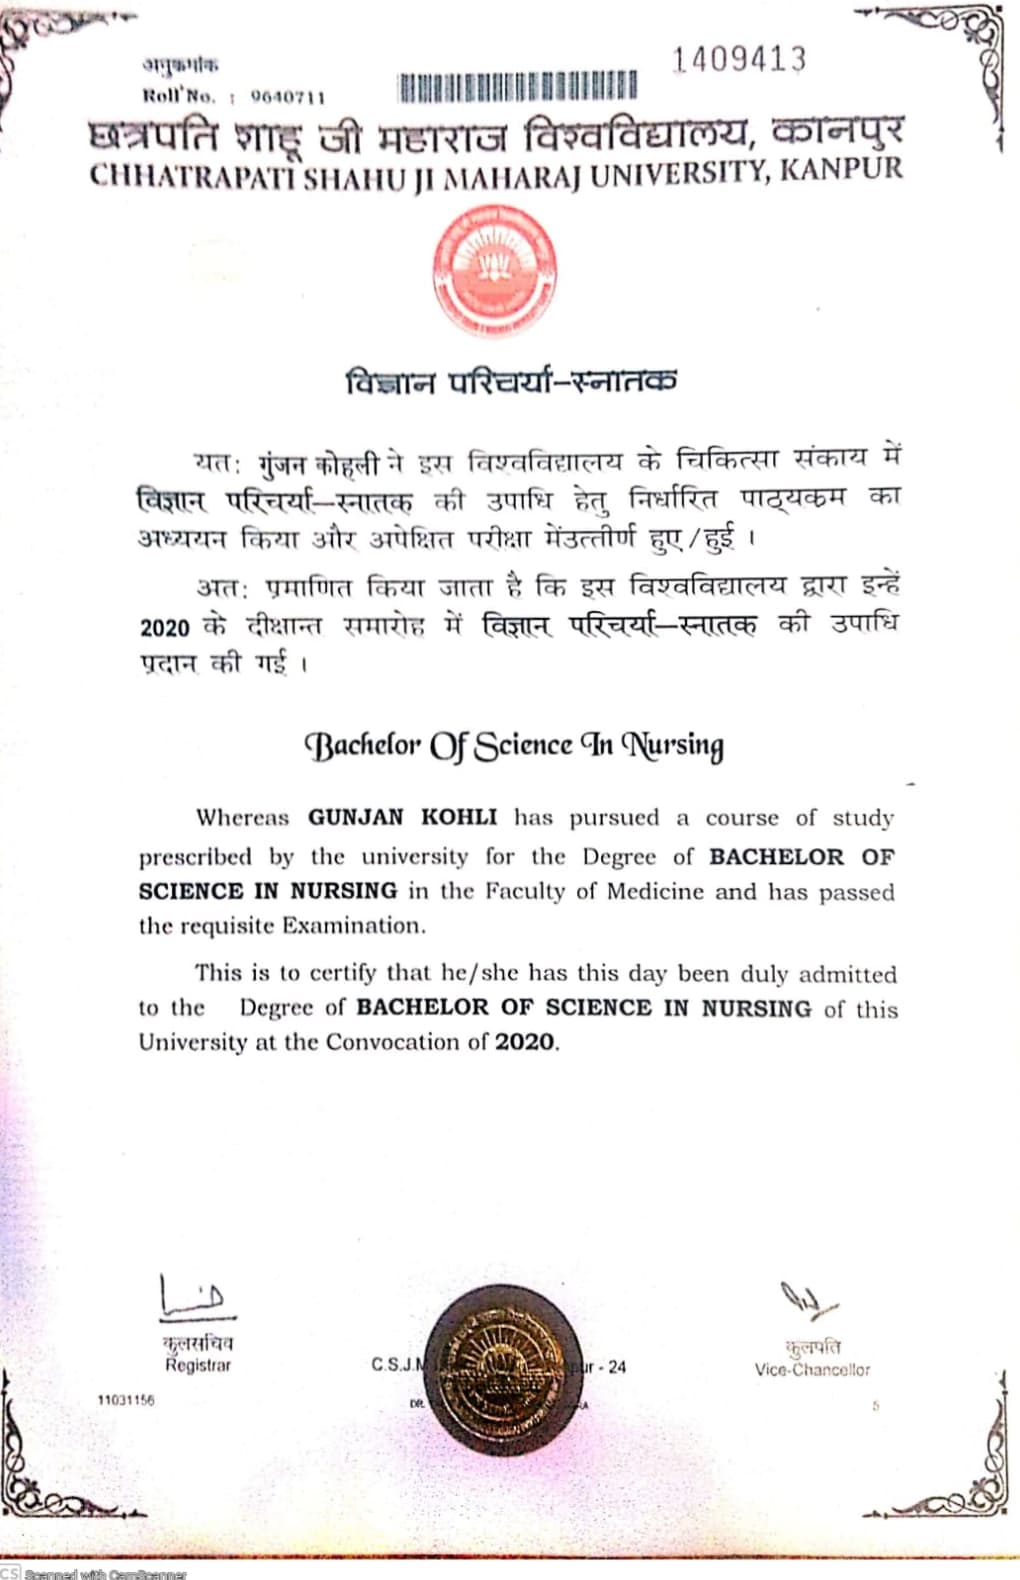 अनुक्रमांक
Roll No. : 9640711
1409413
छत्रपति शाहू जी महाराज विश्वविद्यालय, कानपुर
CHHATRAPATI SHAHU JI MAHARAJ UNIVERSITY, KANPUR
विज्ञान परिचर्या-स्नातक
यत: गुंजन कोहली ने इस विश्वविद्यालय के चिकित्सा संकाय में
विज्ञान परिचर्या-स्नातक की उपाधि हेतु निर्धारित पाठ्यकम का
अध्ययन किया और अपेक्षित परीक्षा मेंउत्तीर्ण हुए/हुई ।
अत: प्रमाणित किया जाता है कि इस विश्वविद्यालय द्वारा इन्हें
2020 के दीक्षान्त समारोह में विज्ञान परिचर्या-स्नातक की उपाधि
प्रदान की गई ।
Bachelor Of Science In Nursing
Whereas GUNJAN KOHLI has pursued a course of study
prescribed by the university for the Degree of BACHELOR OF
SCIENCE IN NURSING in the Faculty of Medicine and has passed
the requisite Examination.
This is to certify that he/she has this day been duly admitted
to the Degree of BACHELOR OF SCIENCE IN NURSING of this
University at the Convocation of 2020.
कुलसचिव
Registrar
C.S.J.M ur - 24
कुलपति
Vice-Chancellor
11031156
DR.
5
CS Scanned with CamScanner